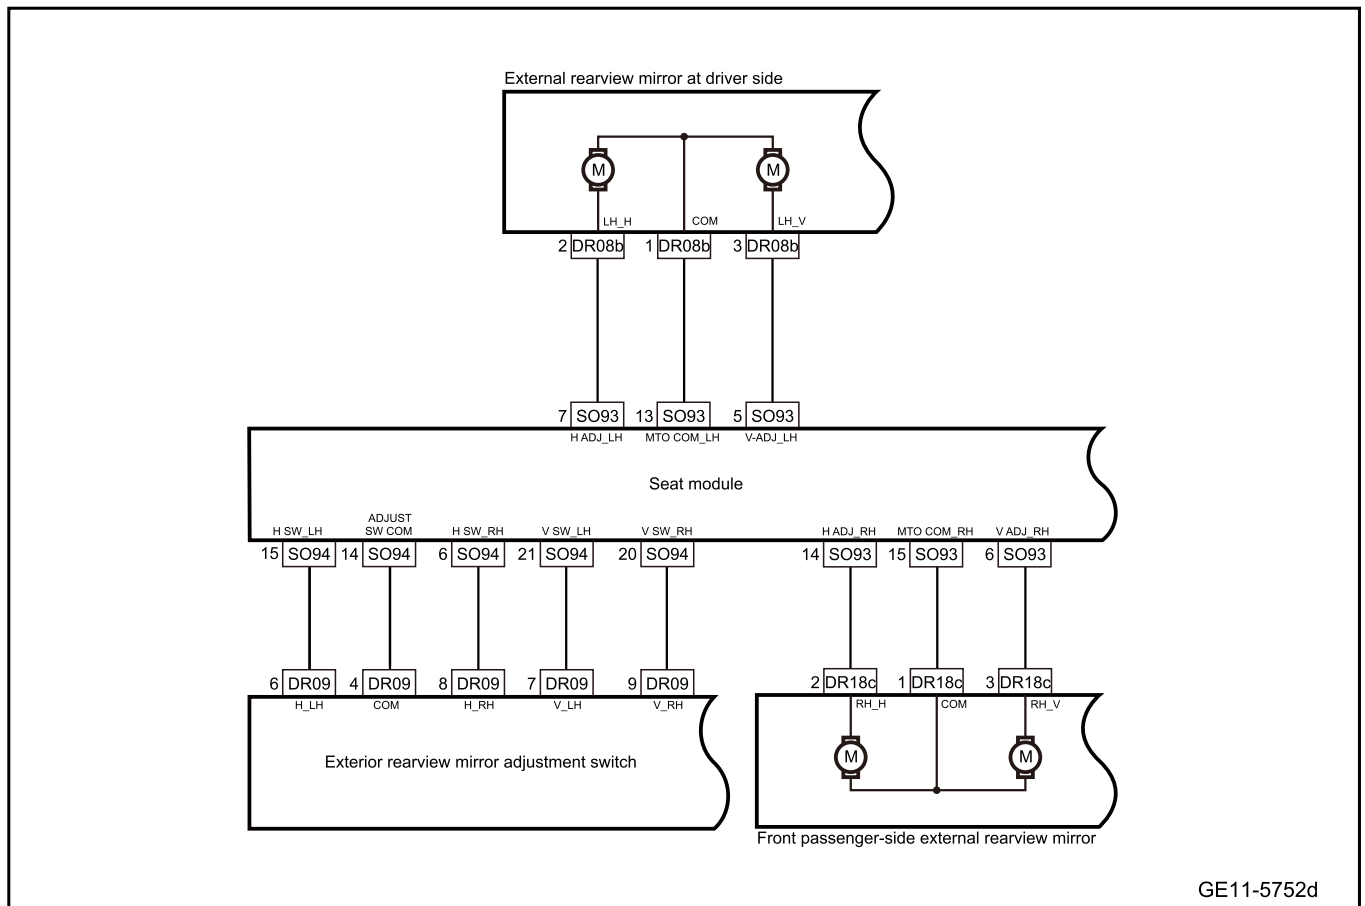 External rearview mirror at driver side
M M
LH_H COM LH_V
2 DR08b 1 DR08b 3 DR08b
7 SO93 13 SO93 5 SO93
H ADJ_LH MTO COM_LH V-ADJ_LH
Seat module
ADJUST
H SW_LH SW COM H SW_RH V SW_LH V SW_RH H ADJ_RH MTO COM_RH V ADJ_RH
15 SO94 14 SO94 6 SO94 21 SO94 20 SO94 14 SO93 15 SO93 6 SO93
6 DR09 4 DR09 8 DR09 7 DR09 9 DR09 2 DR18c 1 DR18c 3 DR18c
H_LH COM H_RH V_LH V_RH RH_H COM RH_V
M M
Exterior rearview mirror adjustment switch
Front passenger-side external rearview mirror
GE11-5752d